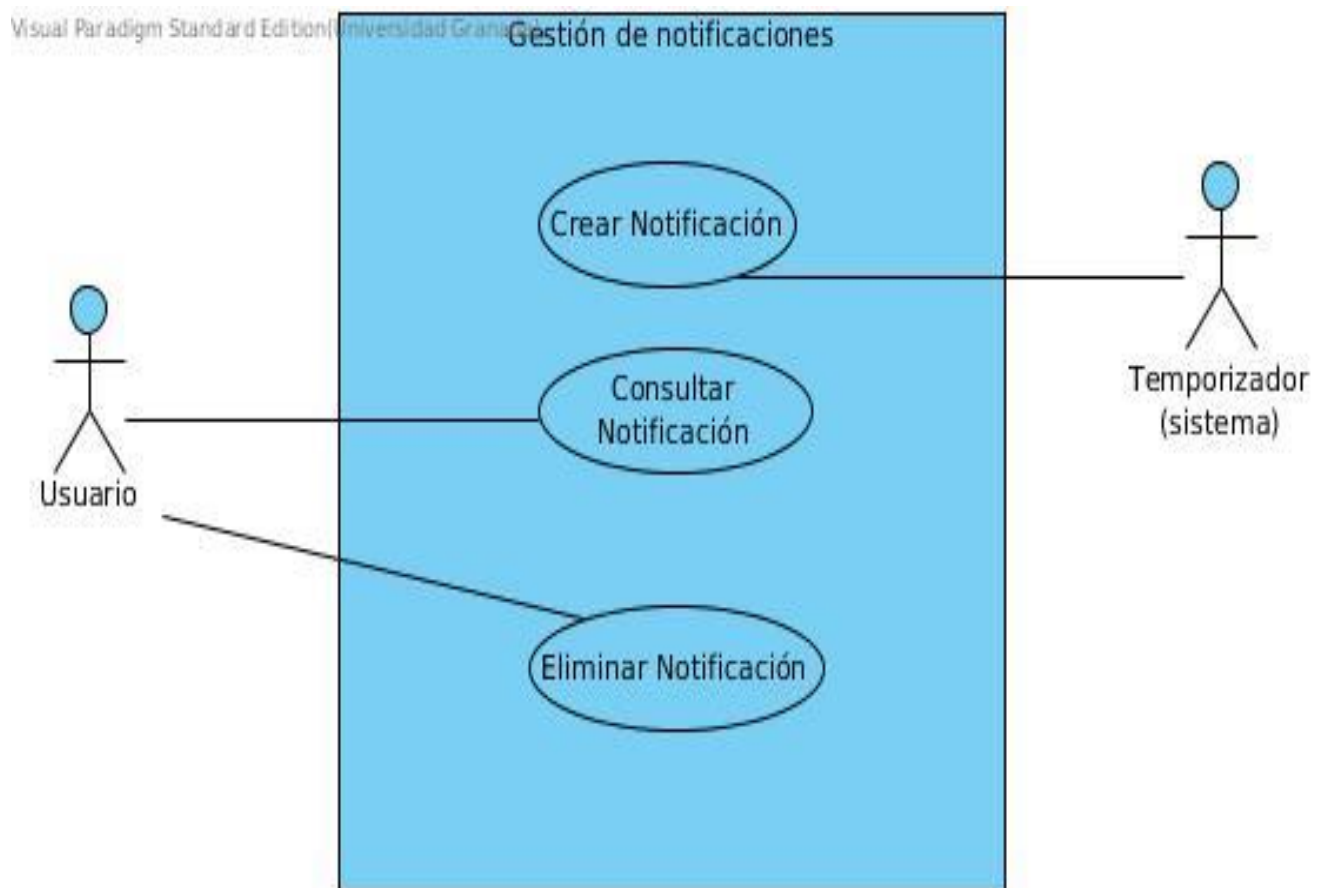 Visual Paradigm Standard Edition(Universidad Granada)
Gestión de notificaciones
Crear Notificación
Consultar
Notificación
Eliminar Notificación
Usuario
Temporizador
(sistema)